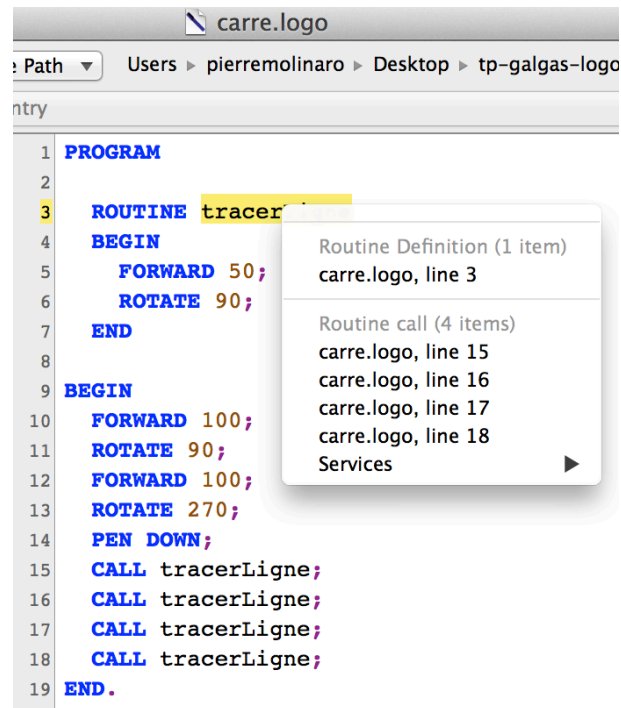 carre.logo
Path
Users ▸ pierremolinaro ▸ Desktop ▸ tp-galgas-logo
ntry
1 PROGRAM
2
3 ROUTINE tracerLigne
4 BEGIN
5 FORWARD 50;
6 ROTATE 90;
7 END
8
9 BEGIN
10 FORWARD 100;
11 ROTATE 90;
12 FORWARD 100;
13 ROTATE 270;
14 PEN DOWN;
15 CALL tracerLigne;
16 CALL tracerLigne;
17 CALL tracerLigne;
18 CALL tracerLigne;
19 END.
Routine Definition (1 item)
carre.logo, line 3
Routine call (4 items)
carre.logo, line 15
carre.logo, line 16
carre.logo, line 17
carre.logo, line 18
Services